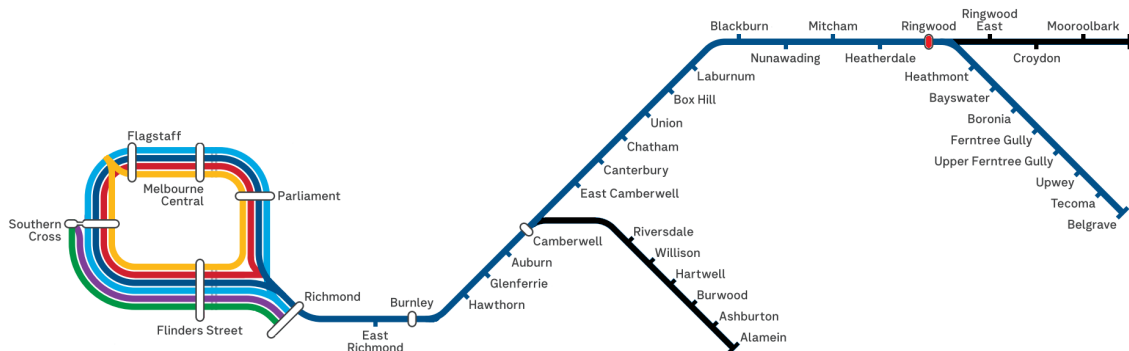 Flagstaff
Melbourne
Central
Parliament
Southern
Cross
Flinders Street
Richmond
East
Richmond
Burnley
Hawthorn
Glenferrie
Auburn
Camberwell
Riversdale
Willison
Hartwell
Burwood
Ashburton
Alamein
East Camberwell
Canterbury
Chatham
Union
Box Hill
Laburnum
Blackburn
Nunawading
Mitcham
Heatherdale
Ringwood
Ringwood
East
Croydon
Mooroolbark
Heathmont
Bayswater
Boronia
Ferntree Gully
Upper Ferntree Gully
Upwey
Tecoma
Belgrave